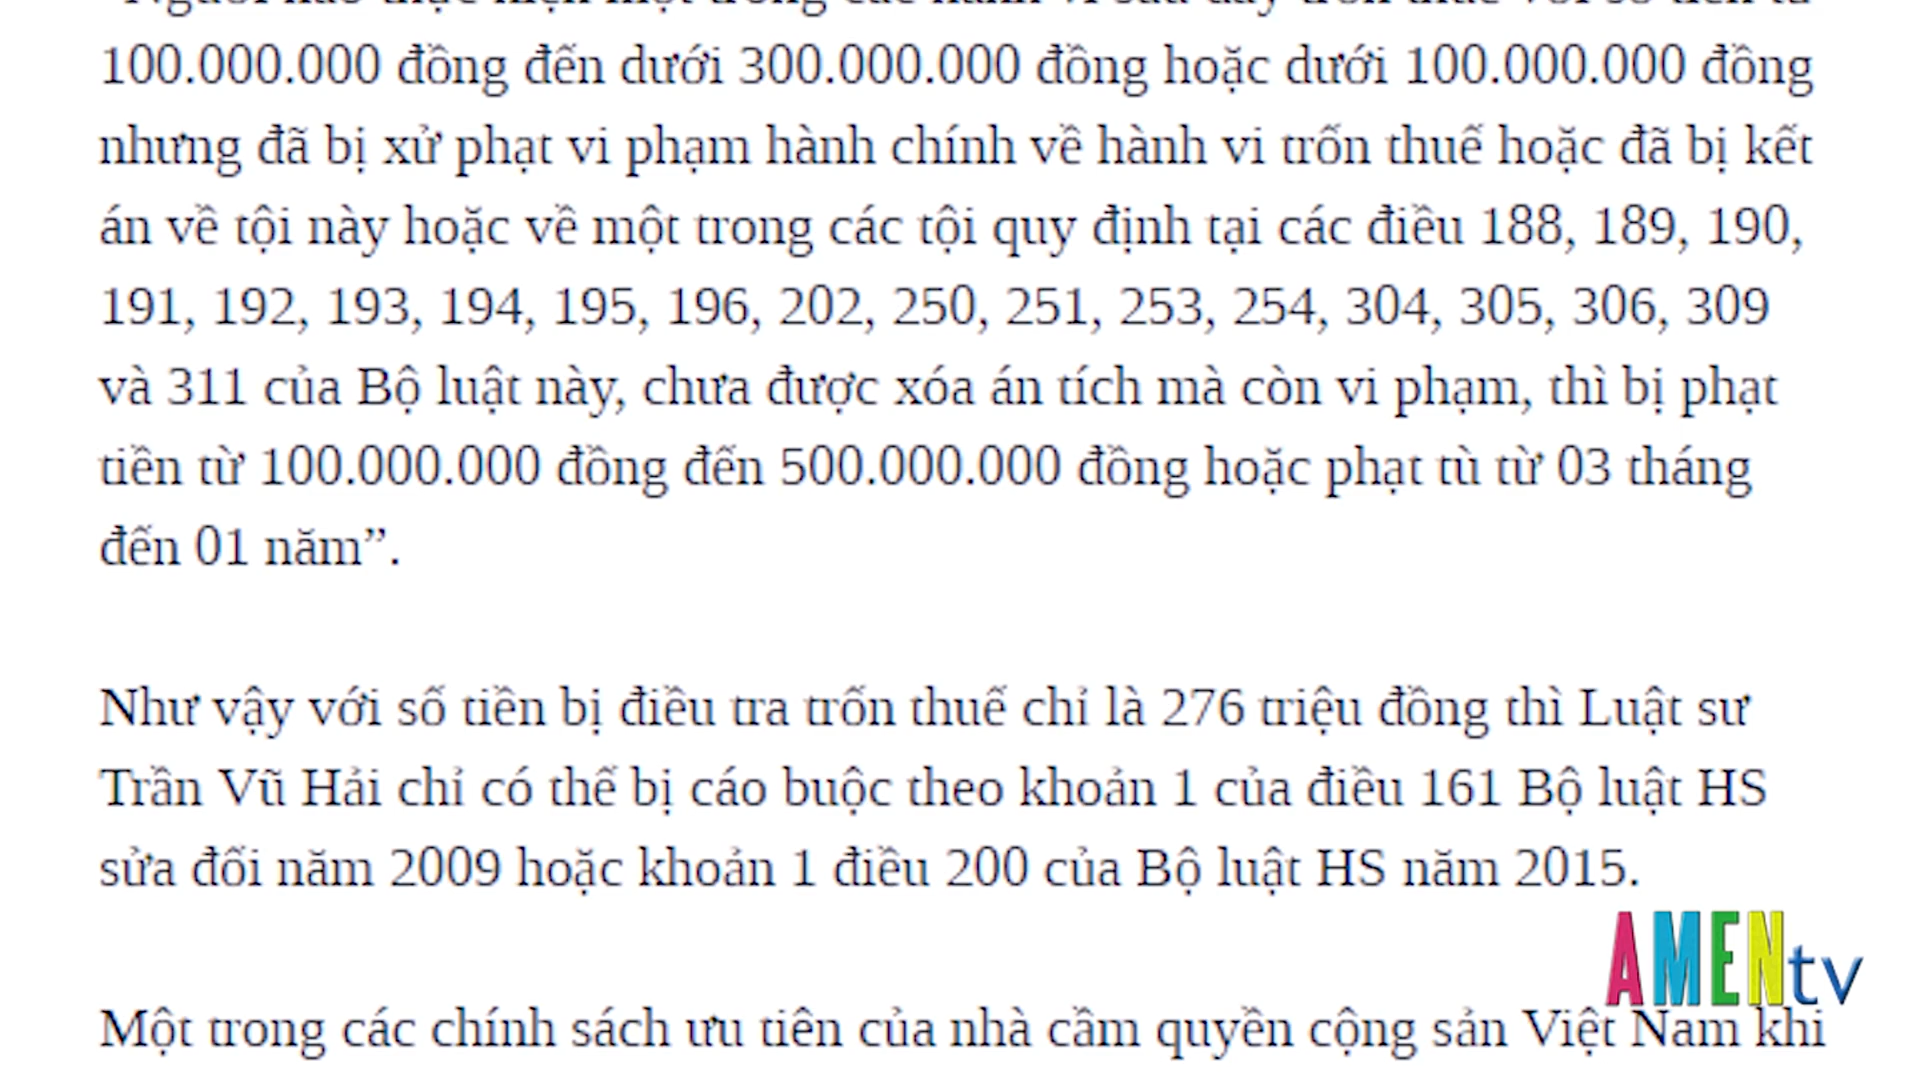 100.000.000 đồng đến dưới 300.000.000 đồng hoặc dưới 100.000.000 đồng
nhưng đã bị xử phạt vi phạm hành chính về hành vi trốn thuế hoặc đã bị kết
án về tội này hoặc về một trong các tội quy định tại các điều 188, 189, 190,
191, 192, 193, 194, 195, 196, 202, 250, 251, 253, 254, 304, 305, 306, 309
và 311 của Bộ luật này, chưa được xóa án tích mà còn vi phạm, thì bị phạt
tiền từ 100.000.000 đồng đến 500.000.000 đồng hoặc phạt tù từ 03 tháng
đến 01 năm”.
Như vậy với số tiền bị điều tra trốn thuế chỉ là 276 triệu đồng thì Luật sư
Trần Vũ Hải chỉ có thể bị cáo buộc theo khoản 1 của điều 161 Bộ luật HS
sửa đổi năm 2009 hoặc khoản 1 điều 200 của Bộ luật HS năm 2015.
AMENtv
Một trong các chính sách ưu tiên của nhà cầm quyền cộng sản Việt Nam khi